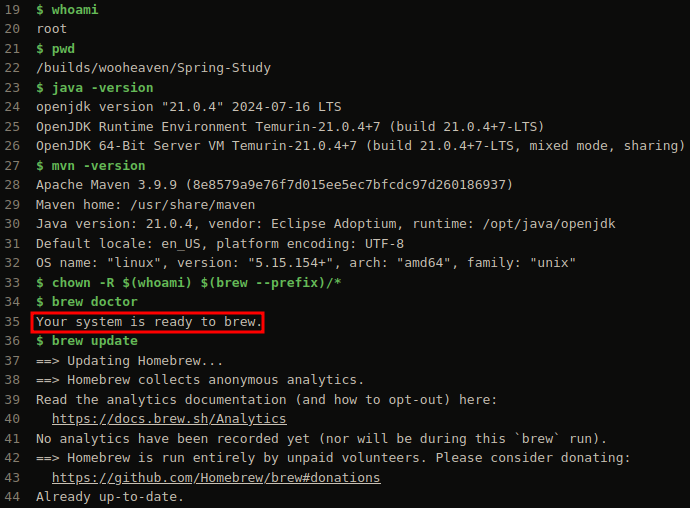 19 $ whoami
20 root
21 $ pwd
22 /builds/wooheaven/Spring-Study
23 $ java -version
24 openjdk version "21.0.4" 2024-07-16 LTS
25 OpenJDK Runtime Environment Temurin-21.0.4+7 (build 21.0.4+7-LTS)
26 OpenJDK 64-Bit Server VM Temurin-21.0.4+7 (build 21.0.4+7-LTS, mixed mode, sharing)
27 $ mvn -version
28 Apache Maven 3.9.9 (8e8579a9e76f7d015ee5ec7bfcdc97d260186937)
29 Maven home: /usr/share/maven
30 Java version: 21.0.4, vendor: Eclipse Adoptium, runtime: /opt/java/openjdk
31 Default locale: en_US, platform encoding: UTF-8
32 OS name: "linux", version: "5.15.154+", arch: "amd64", family: "unix"
33 $ chown -R $(whoami) $(brew --prefix)/*
34 $ brew doctor
35 Your system is ready to brew.
36 $ brew update
37 ==> Updating Homebrew...
38 ==> Homebrew collects anonymous analytics.
39 Read the analytics documentation (and how to opt-out) here:
40   https://docs.brew.sh/Analytics
41 No analytics have been recorded yet (nor will be during this `brew` run).
42 ==> Homebrew is run entirely by unpaid volunteers. Please consider donating:
43   https://github.com/Homebrew/brew#donations
44 Already up-to-date.